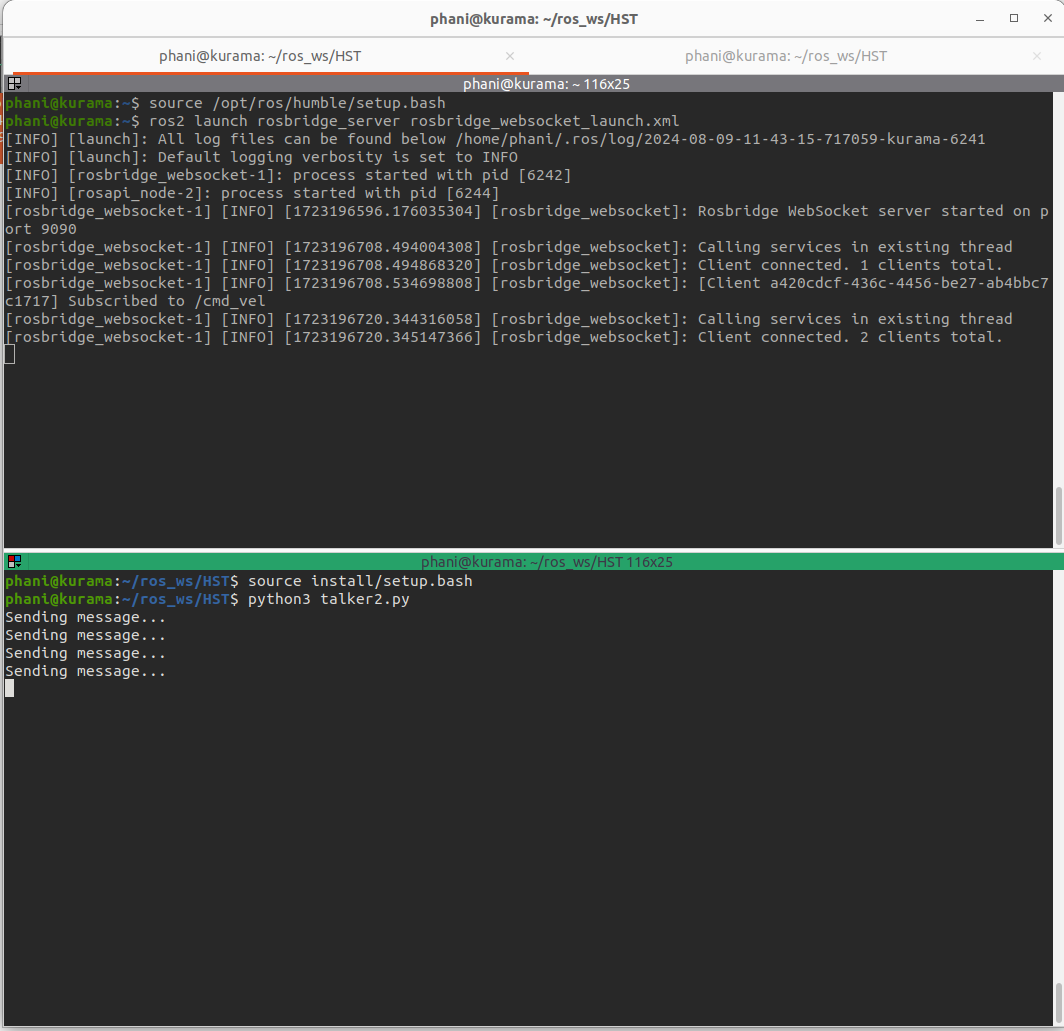 phani@kurama: ~/ros_ws/HST
phani@kurama: ~/ros_ws/HST × phani@kurama: ~/ros_ws/HST ×
phani@kurama: ~ 116x25
phani@kurama:~$ source /opt/ros/humble/setup.bash
phani@kurama:~$ ros2 launch rosbridge_server rosbridge_websocket_launch.xml
[INFO] [launch]: All log files can be found below /home/phani/.ros/log/2024-08-09-11-43-15-717059-kurama-6241
[INFO] [launch]: Default logging verbosity is set to INFO
[INFO] [rosbridge_websocket-1]: process started with pid [6242]
[INFO] [rosapi_node-2]: process started with pid [6244]
[rosbridge_websocket-1] [INFO] [1723196596.176035304] [rosbridge_websocket]: Rosbridge WebSocket server started on p
ort 9090
[rosbridge_websocket-1] [INFO] [1723196708.494004308] [rosbridge_websocket]: Calling services in existing thread
[rosbridge_websocket-1] [INFO] [1723196708.494868320] [rosbridge_websocket]: Client connected. 1 clients total.
[rosbridge_websocket-1] [INFO] [1723196708.534698808] [rosbridge_websocket]: [Client a420cdcf-436c-4456-be27-ab4bbc7
c1717] Subscribed to /cmd_vel
[rosbridge_websocket-1] [INFO] [1723196720.344316058] [rosbridge_websocket]: Calling services in existing thread
[rosbridge_websocket-1] [INFO] [1723196720.345147366] [rosbridge_websocket]: Client connected. 2 clients total.
phani@kurama: ~/ros_ws/HST 116x25
phani@kurama:~/ros_ws/HST$ source install/setup.bash
phani@kurama:~/ros_ws/HST$ python3 talker2.py
Sending message...
Sending message...
Sending message...
Sending message...